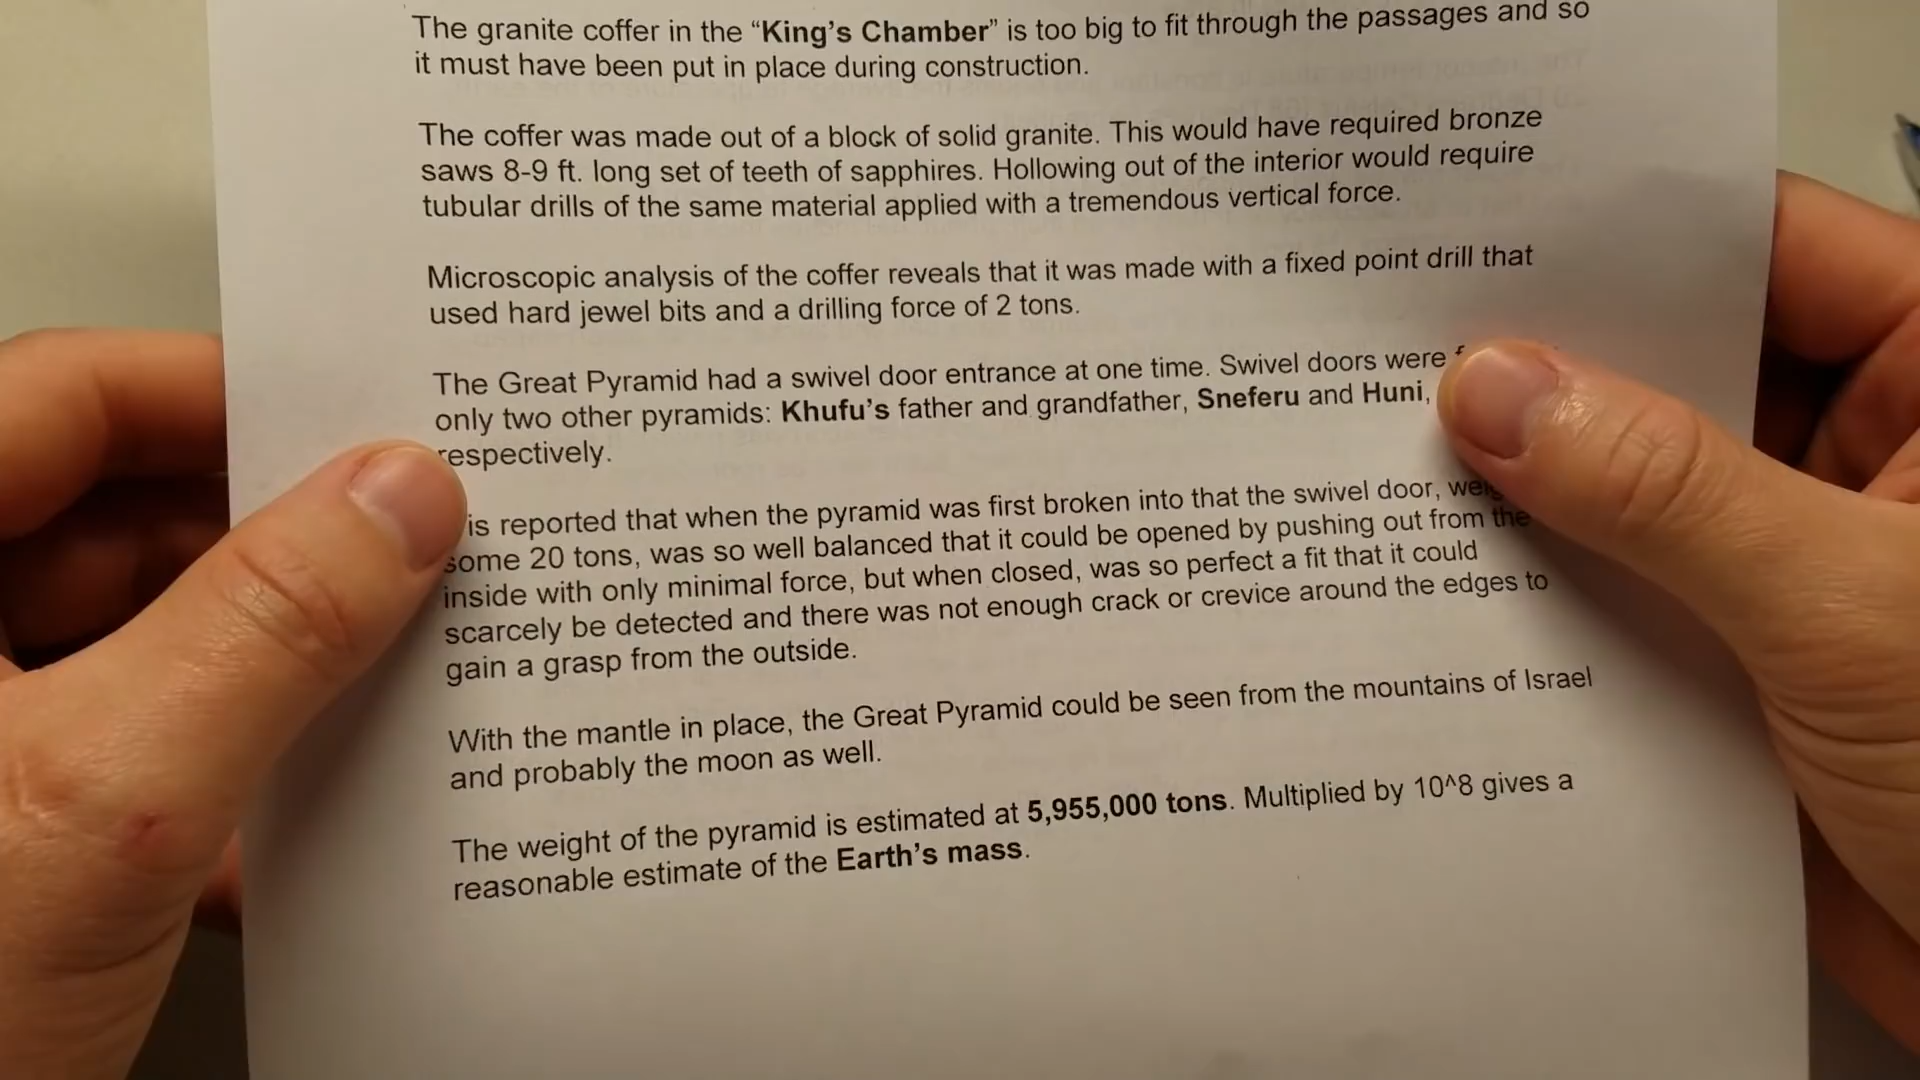 The granite coffer in the “King’s Chamber” is too big to fit through the passages and so
it must have been put in place during construction.
The coffer was made out of a block of solid granite. This would have required bronze
saws 8-9 ft. long set of teeth of sapphires. Hollowing out of the interior would require
tubular drills of the same material applied with a tremendous vertical force.
Microscopic analysis of the coffer reveals that it was made with a fixed point drill that
used hard jewel bits and a drilling force of 2 tons.
The Great Pyramid had a swivel door entrance at one time. Swivel doors were
only two other pyramids: Khufu’s father and grandfather, Sneferu and Huni,
respectively.
is reported that when the pyramid was first broken into that the swivel door,
some 20 tons, was so well balanced that it could be opened by pushing out from the
inside with only minimal force, but when closed, was so perfect a fit that it could
scarcely be detected and there was not enough crack or crevice around the edges to
gain a grasp from the outside.
With the mantle in place, the Great Pyramid could be seen from the mountains of Israel
and probably the moon as well.
The weight of the pyramid is estimated at 5,955,000 tons. Multiplied by 10^8 gives a
reasonable estimate of the Earth’s mass.